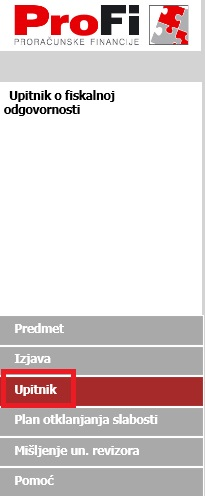 ProFi
PRORAČUNSKE FINANCIJE
Upitnik o fiskalnoj
odgovornosti
Predmet
Izjava
Upitnik
Plan otklanjanja slabosti
Mišljenje un. revizora
Pomoć